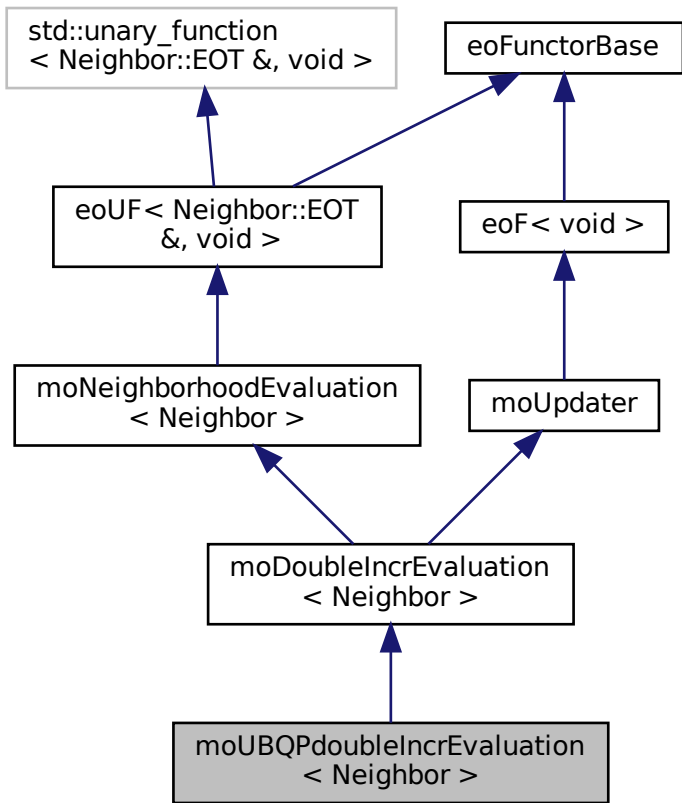 std::unary_function
< Neighbor::EOT &, void >
eoFunctorBase
eoUF< Neighbor::EOT
&, void >
eoF< void >
moNeighborhoodEvaluation
< Neighbor >
moUpdater
moDoubleIncrEvaluation
< Neighbor >
moUBQPdoubleIncrEvaluation
< Neighbor >